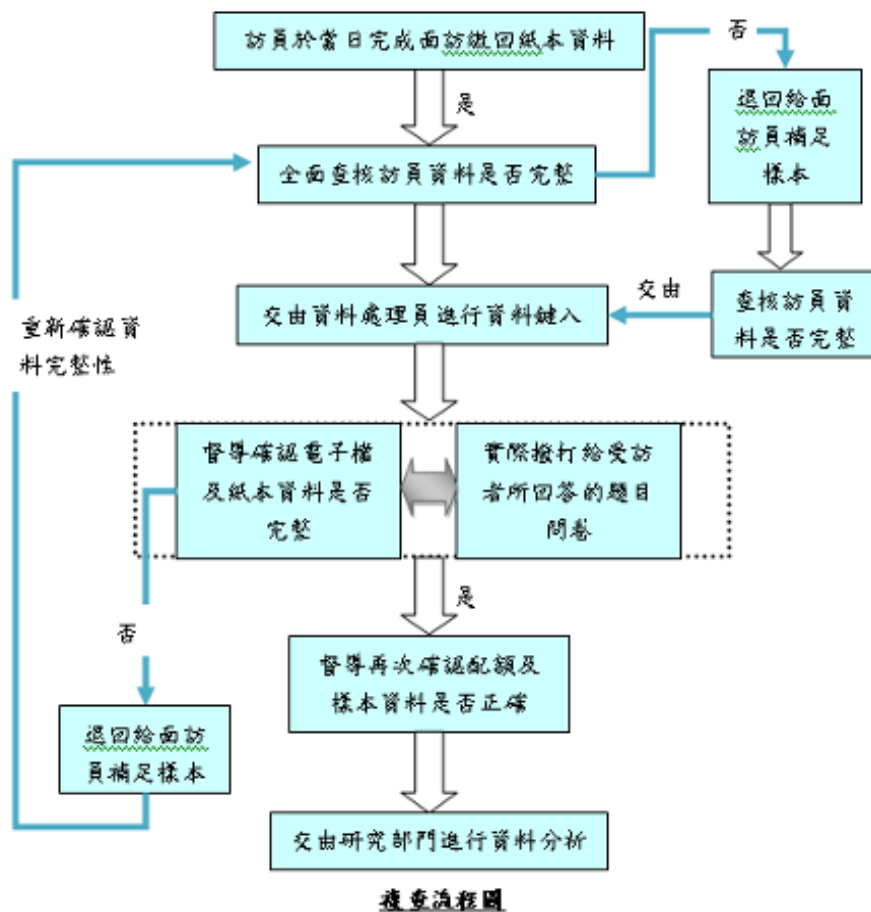 訪員於當日完成面訪繳回紙本資料
否
是
退回給面
訪員補足
樣本
全面查核訪員資料是否完整
交由資料處理員進行資料鍵入
交由
查核訪員資
料是否完整
重新確認資
料完整性
督導確認電子檔
及紙本資料是否
完整
實際撥打給受訪
者所回答的題目
問卷
是
否
督導再次確認配額及
樣本資料是否正確
退回給面訪
員補足樣本
交由研究部門進行資料分析
複查流程圖